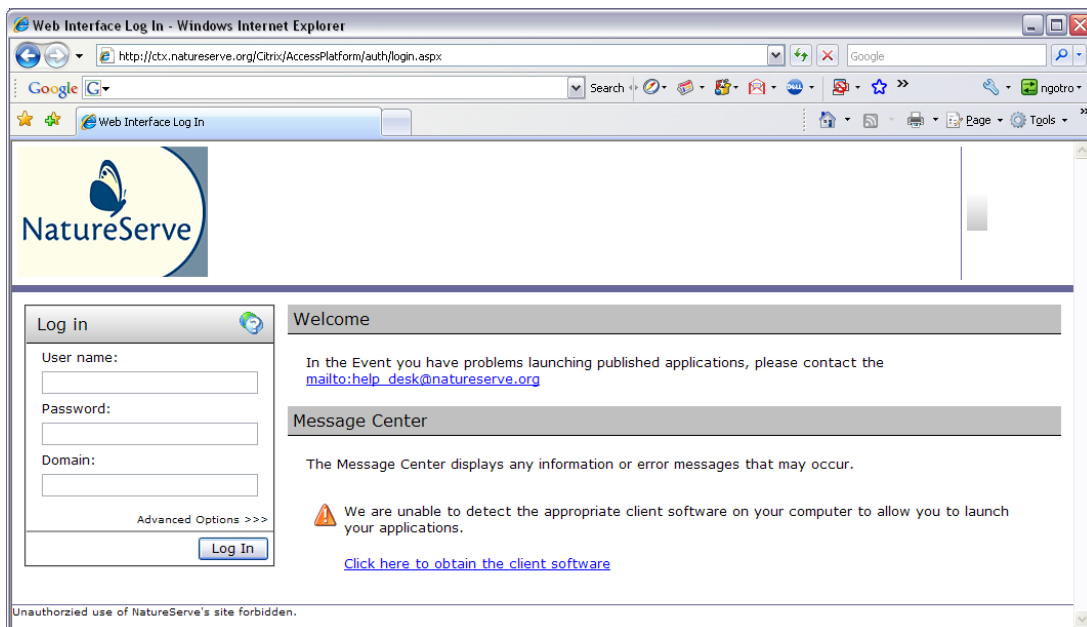 Web Interface Log In - Windows Internet Explorer
http://ctx.natureserve.org/Citrix/AccessPlatform/auth/login.aspx
Google
Google G
Search
DELL
»
ngotro
Web Interface Log In
Page
Tools
»
NatureServe
Log in
User name:
Password:
Domain:
Advanced Options >>>
Log In
Welcome
In the Event you have problems launching published applications, please contact the
mailto:help_desk@natureserve.org
Message Center
The Message Center displays any information or error messages that may occur.
We are unable to detect the appropriate client software on your computer to allow you to launch
your applications.
Click here to obtain the client software
Unauthorzied use of NatureServe's site forbidden.